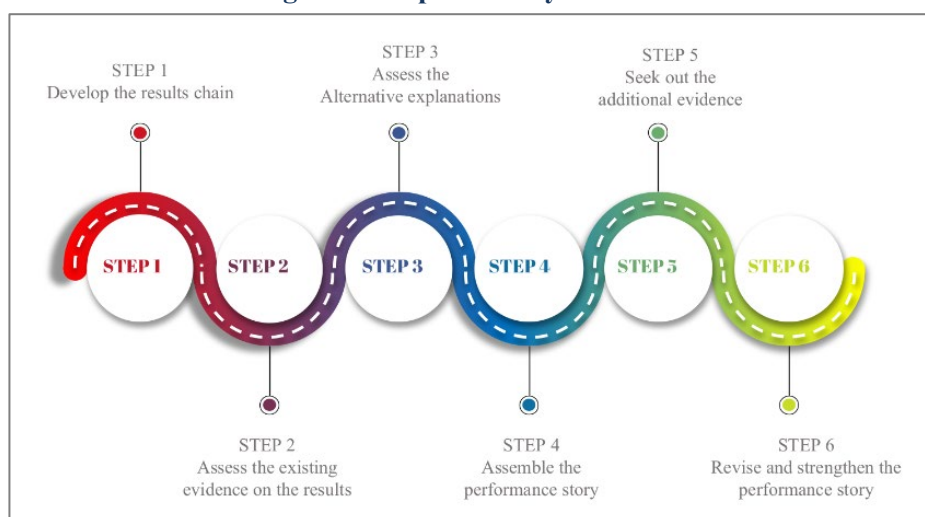 STEP 1
Develop the results chain
STEP 3
Assess the
Alternative explanations
STEP 5
Seek out the
additional evidence
STEP 1
STEP 2
STEP 3
STEP 4
STEP 5
STEP 6
STEP 2
Assess the existing
evidence on the results
STEP 4
Assemble the
performance story
STEP 6
Revise and strengthen the
performance story